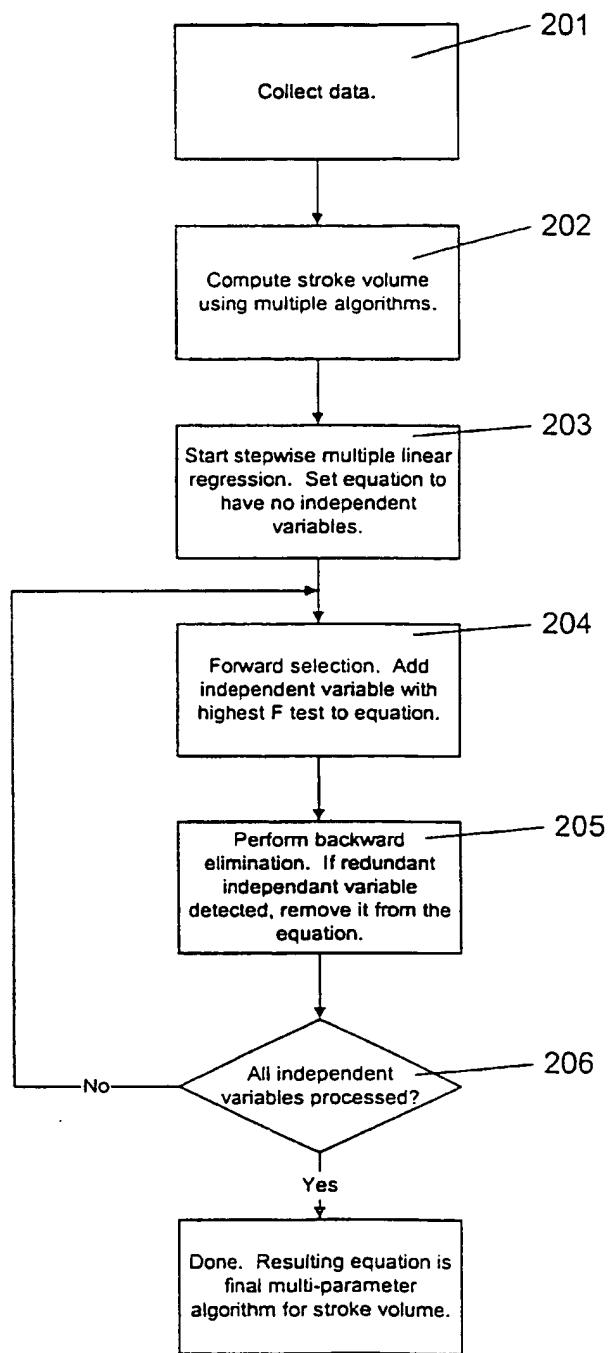 201
Collect data.
202
Compute stroke volume
using multiple algorithms.
203
Start stepwise multiple linear
regression. Set equation to
have no independent
variables.
204
Forward selection. Add
independent variable with
highest F test to equation.
205
Perform backward
elimination. If redundant
independant variable
detected, remove it from the
equation.
206
All independent
variables processed?
No
Yes
Done. Resulting equation is
final multi-parameter
algorithm for stroke volume.